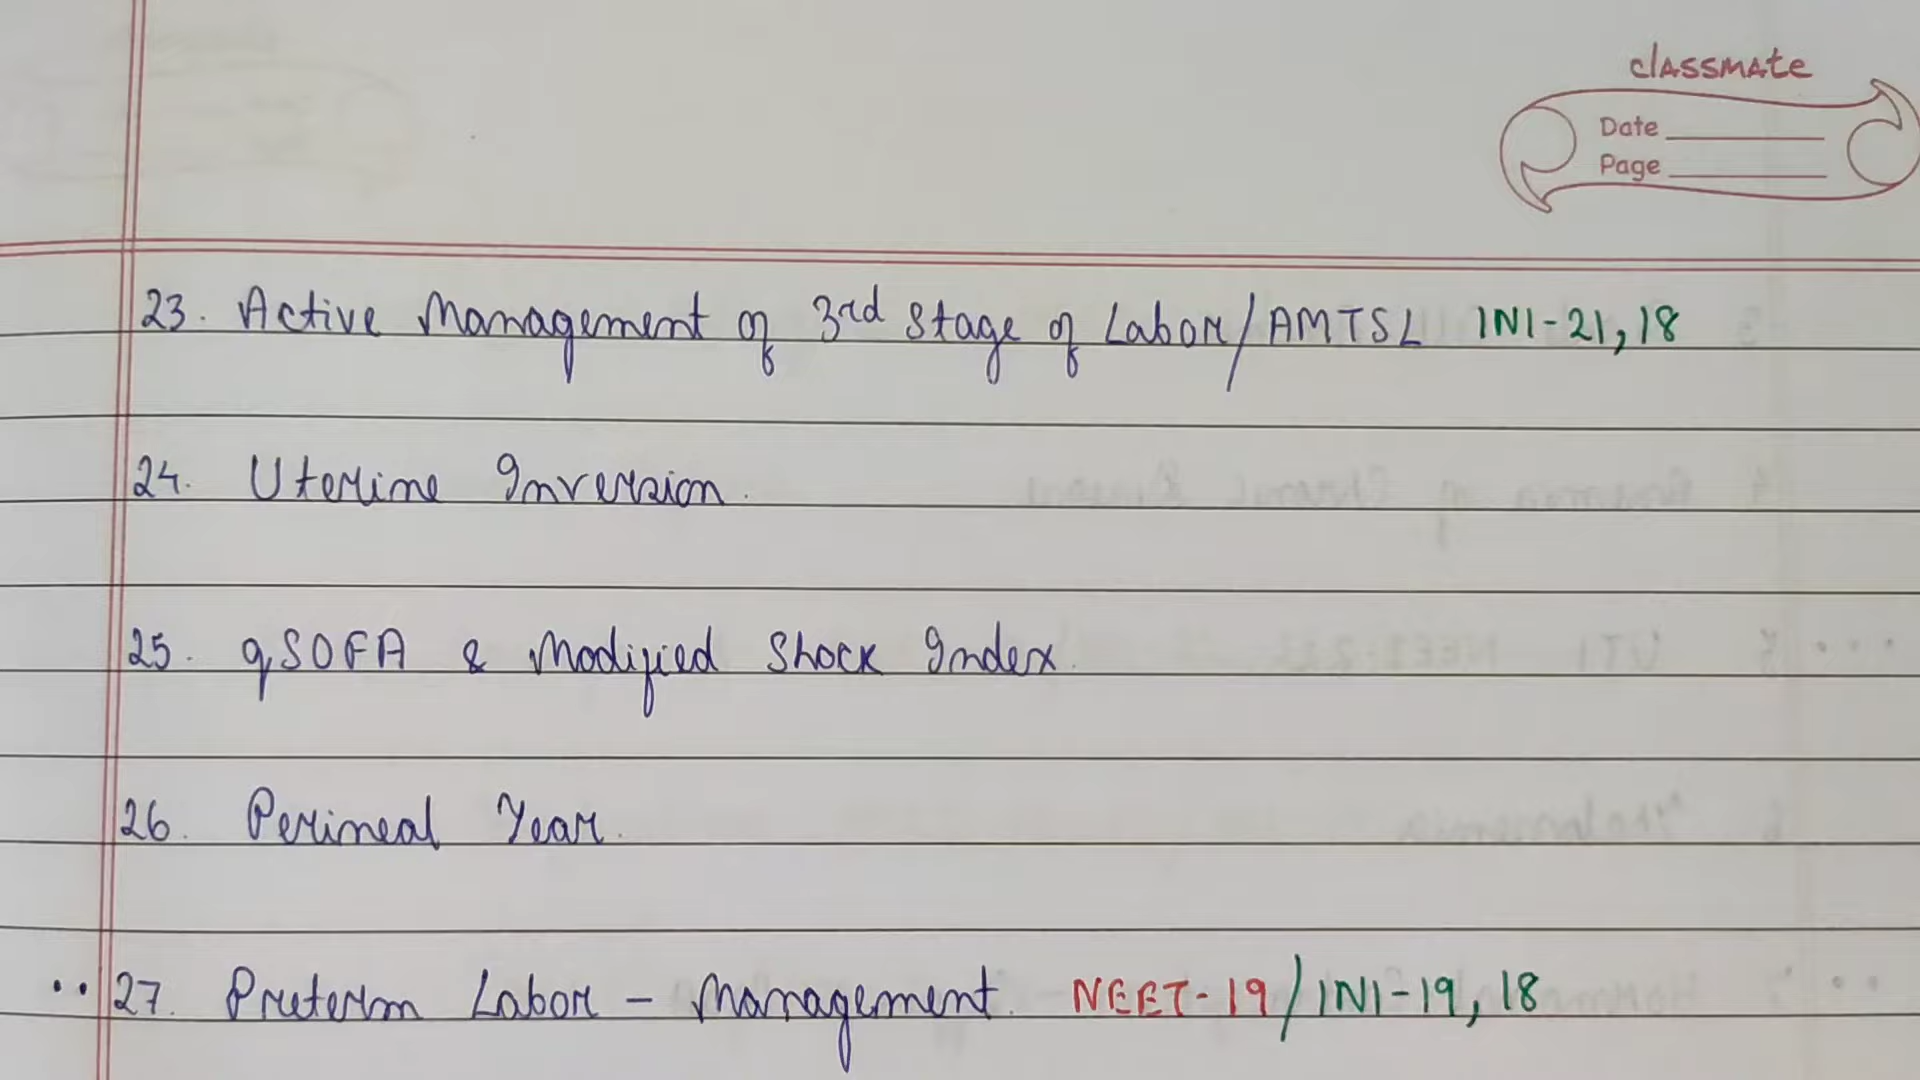 classmate
Date
Page
23. Active Management of 3rd Stage of Labor/AMTSL INI-21, 18
24. Uterine Inversion.
25. qSOFA & Modified Shock Index.
26. Perineal Tear.
27. Preterm Labor - Management. NEET-19/INI-19, 18